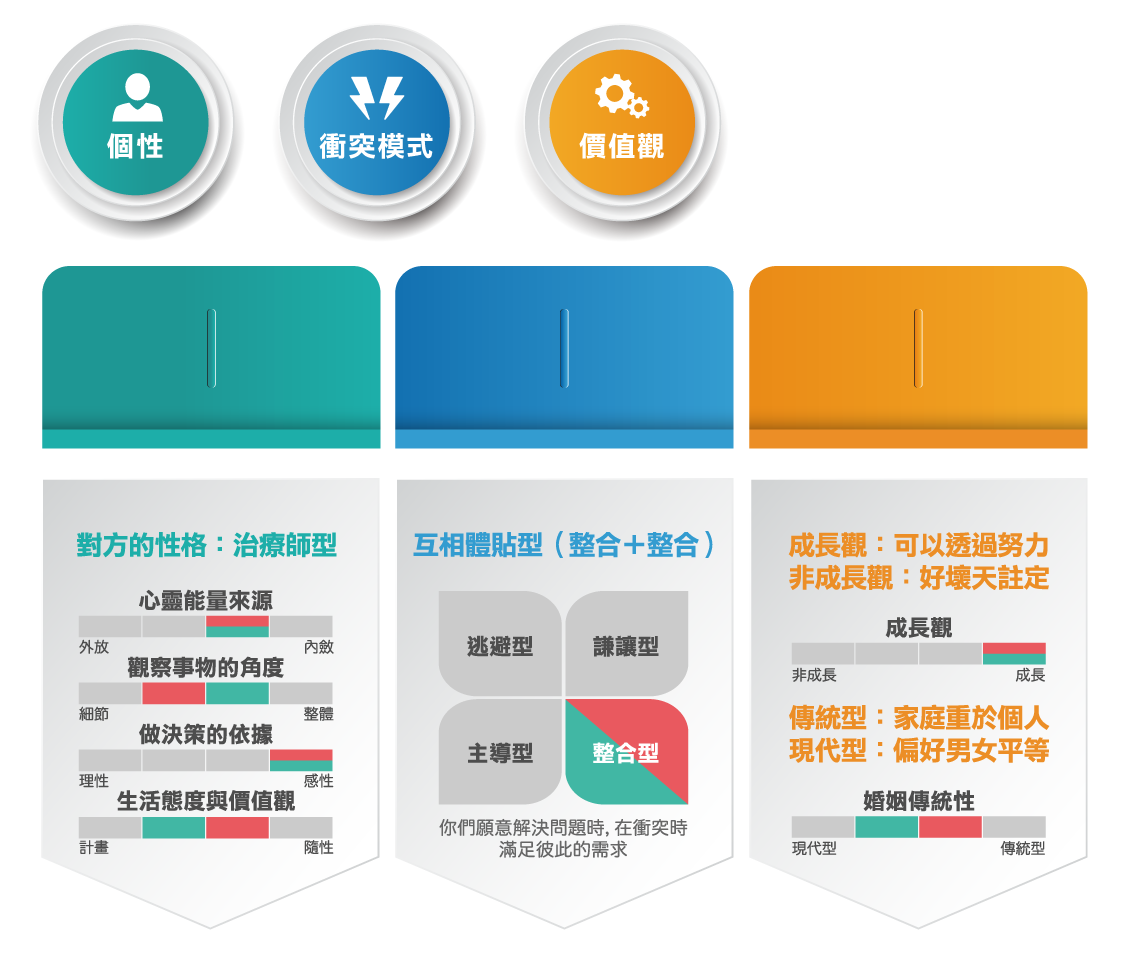 個性
衝突模式
價值觀
對方的性格：治療師型
心靈能量來源
外放
內斂
觀察事物的角度
細節
整體
做決策的依據
理性
感性
生活態度與價值觀
計畫
隨性
互相體貼型（整合＋整合）
逃避型
謙讓型
主導型
整合型
你們願意解決問題時, 在衝突時
滿足彼此的需求
成長觀：可以透過努力
非成長觀：好壞天註定
成長觀
非成長
成長
傳統型：家庭重於個人
現代型：偏好男女平等
婚姻傳統性
現代型
傳統型